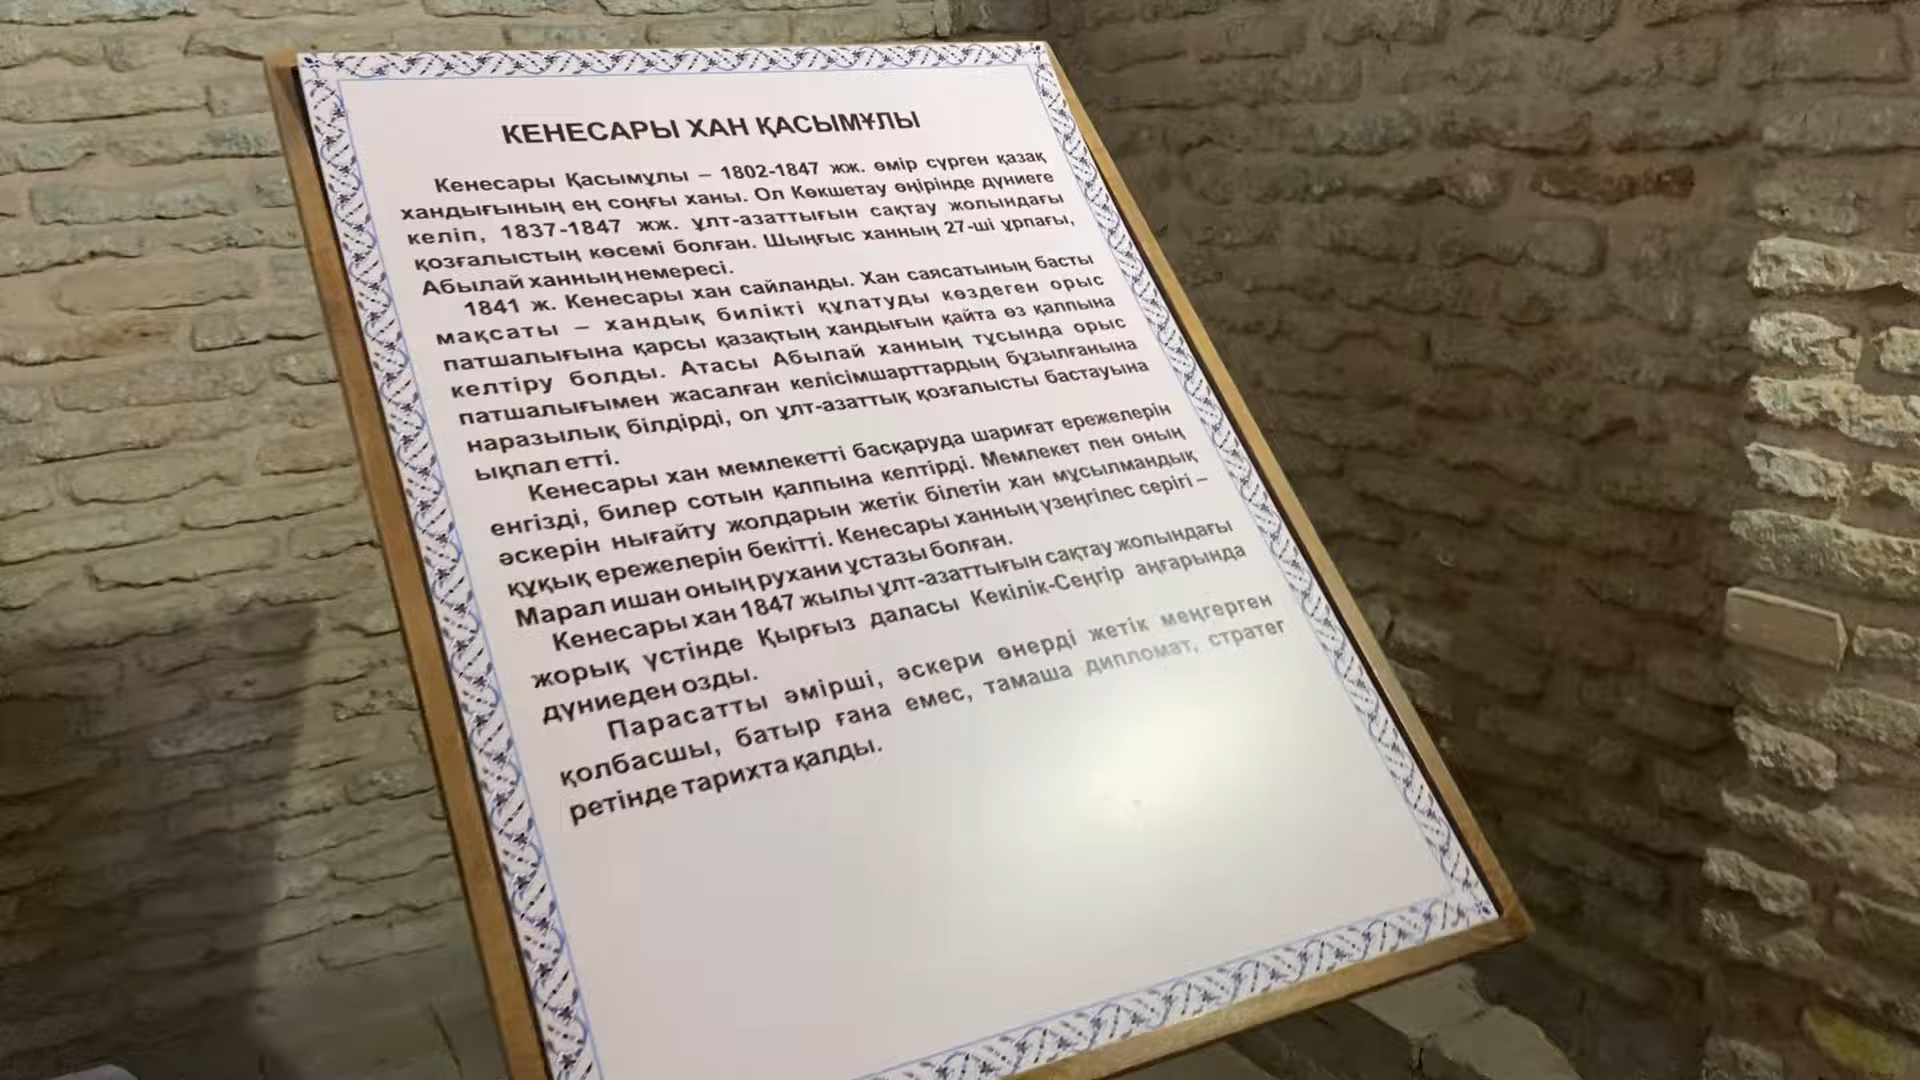 КЕНЕСАРЫ ХАН ҚАСЫМҰЛЫ
Кенесары Қасымұлы – 1802-1847 жж. өмір сүрген қазақ
хандығының ең соңғы ханы. Ол Көкшетау өңірінде дүниеге
келіп, 1837-1847 жж. ұлт-азаттығын сақтау жолындағы
қозғалыстың көсемі болған. Шыңғыс ханның 27-ші ұрпағы,
Абылай ханның немересі.
1841 ж. Кенесары хан сайланды. Хан саясатының басты
мақсаты – хандық билікті құлатуды көздеген орыс
патшалығына қарсы қазақтың хандығын қайта өз қалпына
келтіру болды. Атасы Абылай ханның тұсында орыс
патшалығымен жасалған келісімшарттардың бұзылғанына
наразылық білдірді, ол ұлт-азаттық қозғалысты бастауына
ықпал етті.
Кенесары хан мемлекетті басқаруда шариғат ережелерін
енгізді, билер сотын қалпына келтірді. Мемлекет пен оның
әскерін нығайту жолдарын жетік білетін хан мұсылмандық
құқық ережелерін бекітті. Кенесары ханның үзеңгілес серігі –
Марал ишан оның рухани ұстазы болған.
Кенесары хан 1847 жылы ұлт-азаттығын сақтау жолындағы
жорық үстінде Қырғыз даласы Кекілік-Сеңгір аңғарында
дүниеден озды.
Парасатты әмірші, әскери өнерді жетік меңгерген
қолбасшы, батыр ғана емес, тамаша дипломат, стратег
ретінде тарихта қалды.